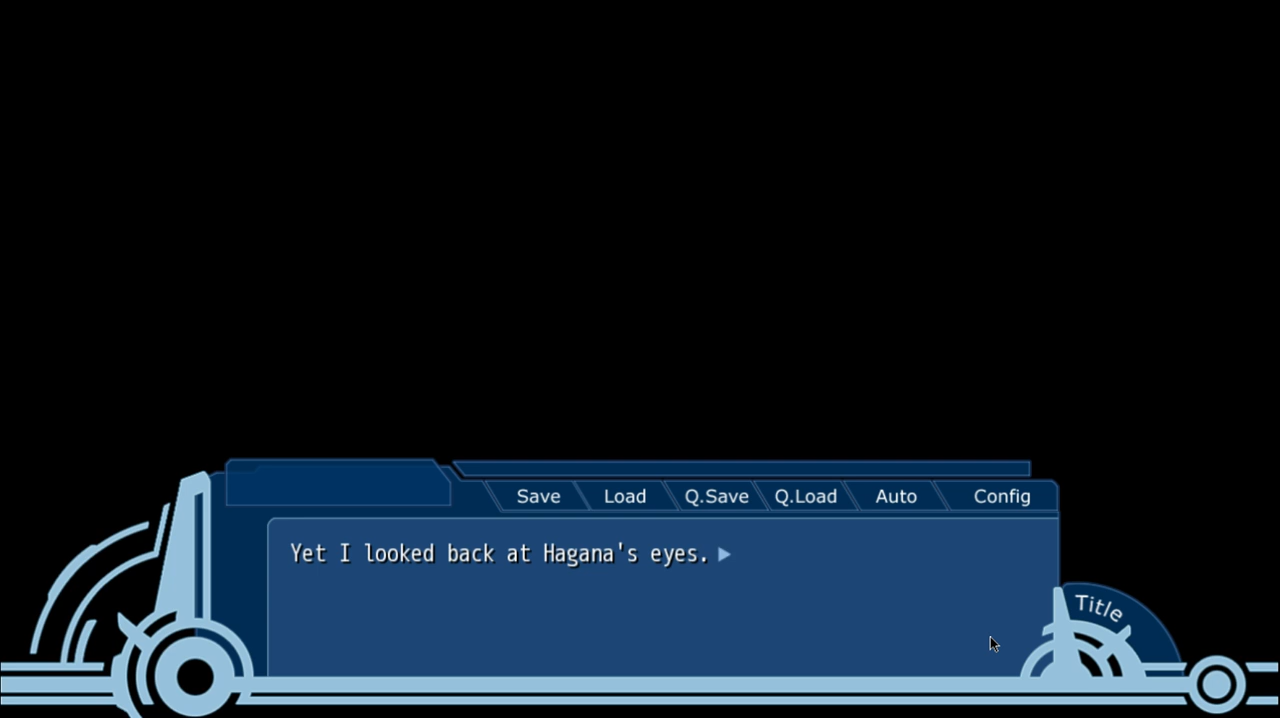 Save Load Q.Save Q.Load Auto Config
Yet I looked back at Hagana's eyes.
Title